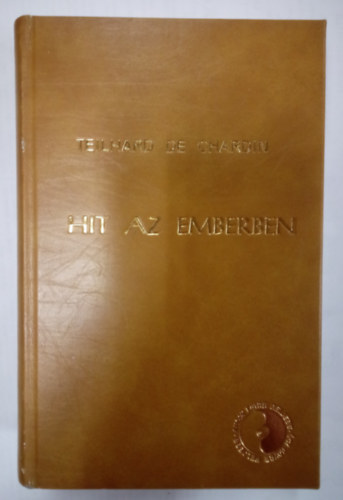 TEILHARD DE CHARDIN
HIT AZ EMBERBEN